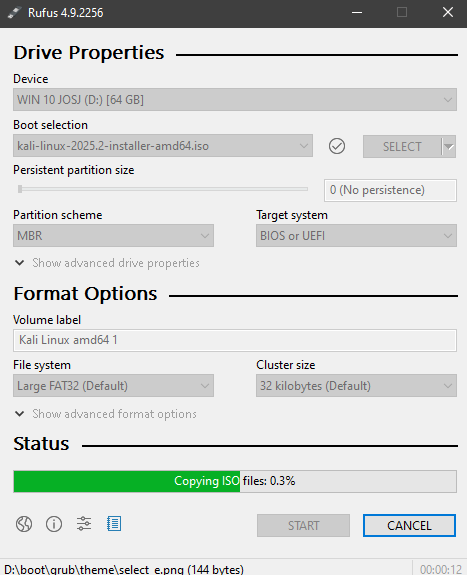 Rufus 4.9.2256
Drive Properties
Device
WIN 10 JOSJ (D:) [64 GB]
Boot selection
kali-linux-2025.2-installer-amd64.iso
SELECT
Persistent partition size
0 (No persistence)
Partition scheme
Target system
MBR
BIOS or UEFI
Show advanced drive properties
Format Options
Volume label
Kali Linux amd64 1
File system
Cluster size
Large FAT32 (Default)
32 kilobytes (Default)
Show advanced format options
Status
Copying ISO files: 0.3%
START
CANCEL
D:\boot\grub\theme\select_e.png (144 bytes)
00:00:12